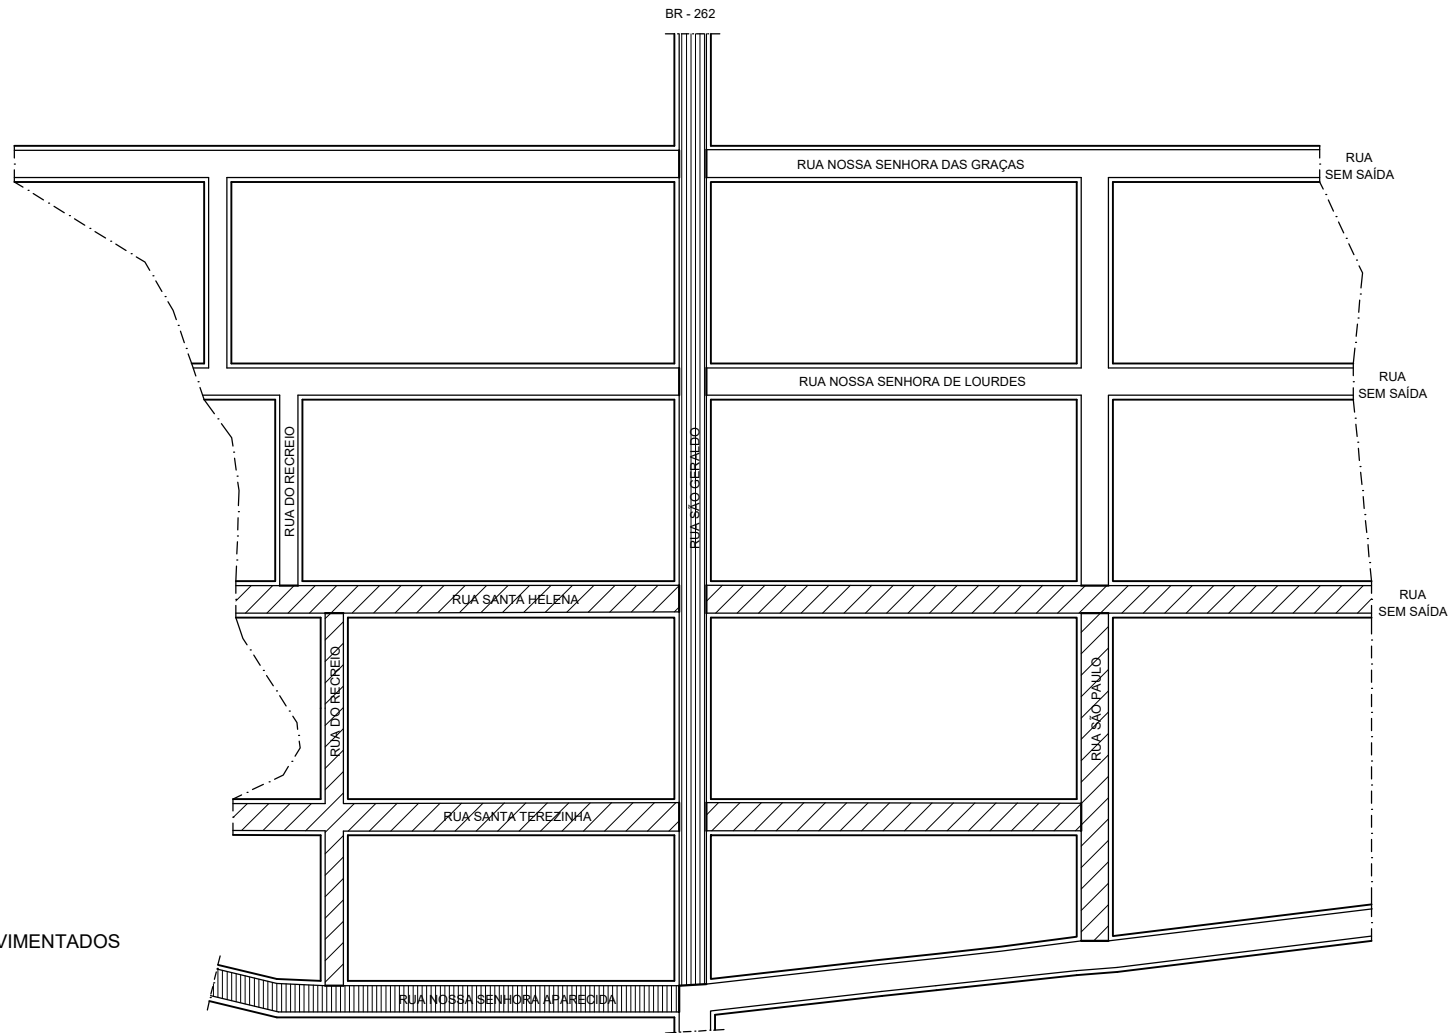 BR - 262
RUA NOSSA SENHORA DAS GRAÇAS
RUA
SEM SAÍDA
RUA NOSSA SENHORA DE LOURDES
RUA
SEM SAÍDA
RUA DO RECREIO
RUA SÃO GERALDO
RUA SANTA HELENA
RUA
SEM SAÍDA
RUA DO RECREIO
RUA SÃO PAULO
RUA SANTA TEREZINHA
VIMENTADOS
RUA NOSSA SENHORA APARECIDA